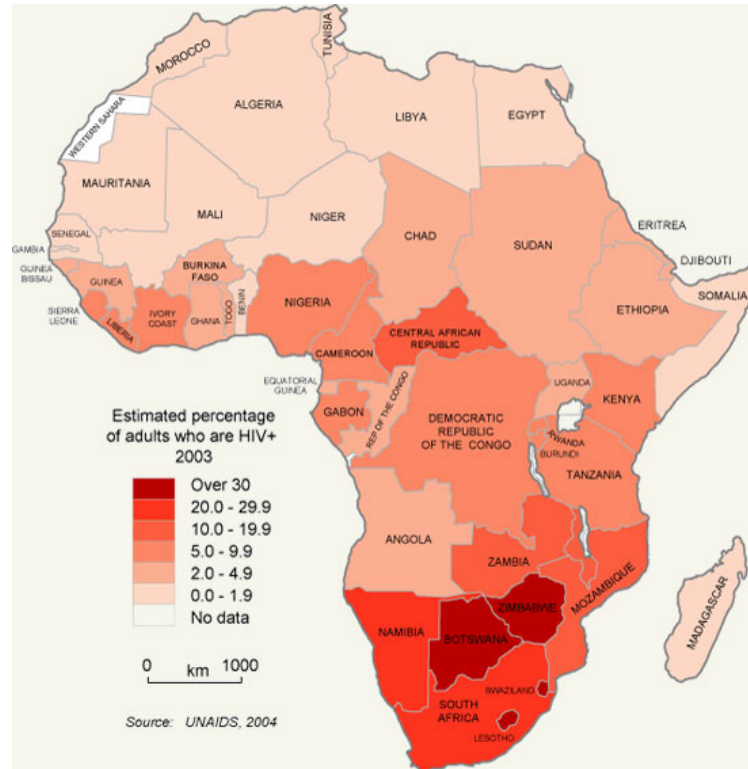 MOROCCO
TUNISIA
ALGERIA
LIBYA
EGYPT
WESTERN SAHARA
MAURITANIA
MALI
NIGER
CHAD
SUDAN
ERITREA
DJIBOUTI
SENEGAL
GAMBIA
GUINEA
BISSAU
GUINEA
BURKINA
FASO
SIERRA
LEONE
LIBERIA
IVORY
COAST
GHANA
TOGO
BENIN
NIGERIA
CAMEROON
CENTRAL AFRICAN
REPUBLIC
ETHIOPIA
SOMALIA
EQUATORIAL
GUINEA
GABON
REP OF THE CONGO
DEMOCRATIC
REPUBLIC
OF THE CONGO
UGANDA
KENYA
RWANDA
BURUNDI
TANZANIA
ANGOLA
ZAMBIA
MOZAMBIQUE
MADAGASCAR
NAMIBIA
BOTSWANA
ZIMBABWE
SWAZILAND
SOUTH
AFRICA
LESOTHO
Estimated percentage
of adults who are HIV+
2003
Over 30
20.0 - 29.9
10.0 - 19.9
5.0 - 9.9
2.0 - 4.9
0.0 - 1.9
No data
0 km 1000
Source: UNAIDS, 2004